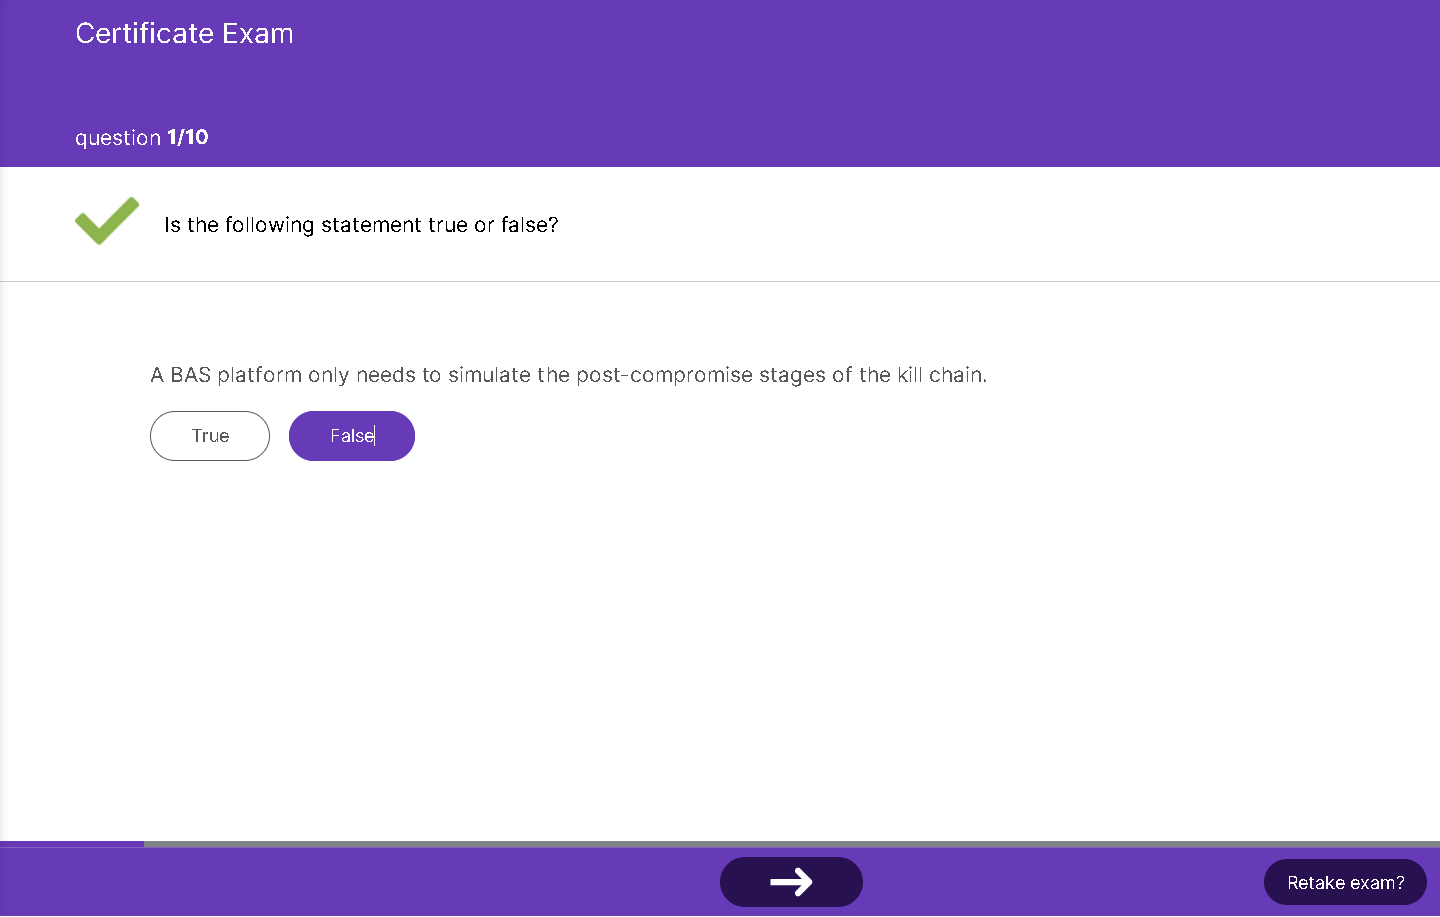 Certificate Exam
question 1/10
Is the following statement true or false?
A BAS platform only needs to simulate the post-compromise stages of the kill chain.
True
False
Retake exam?